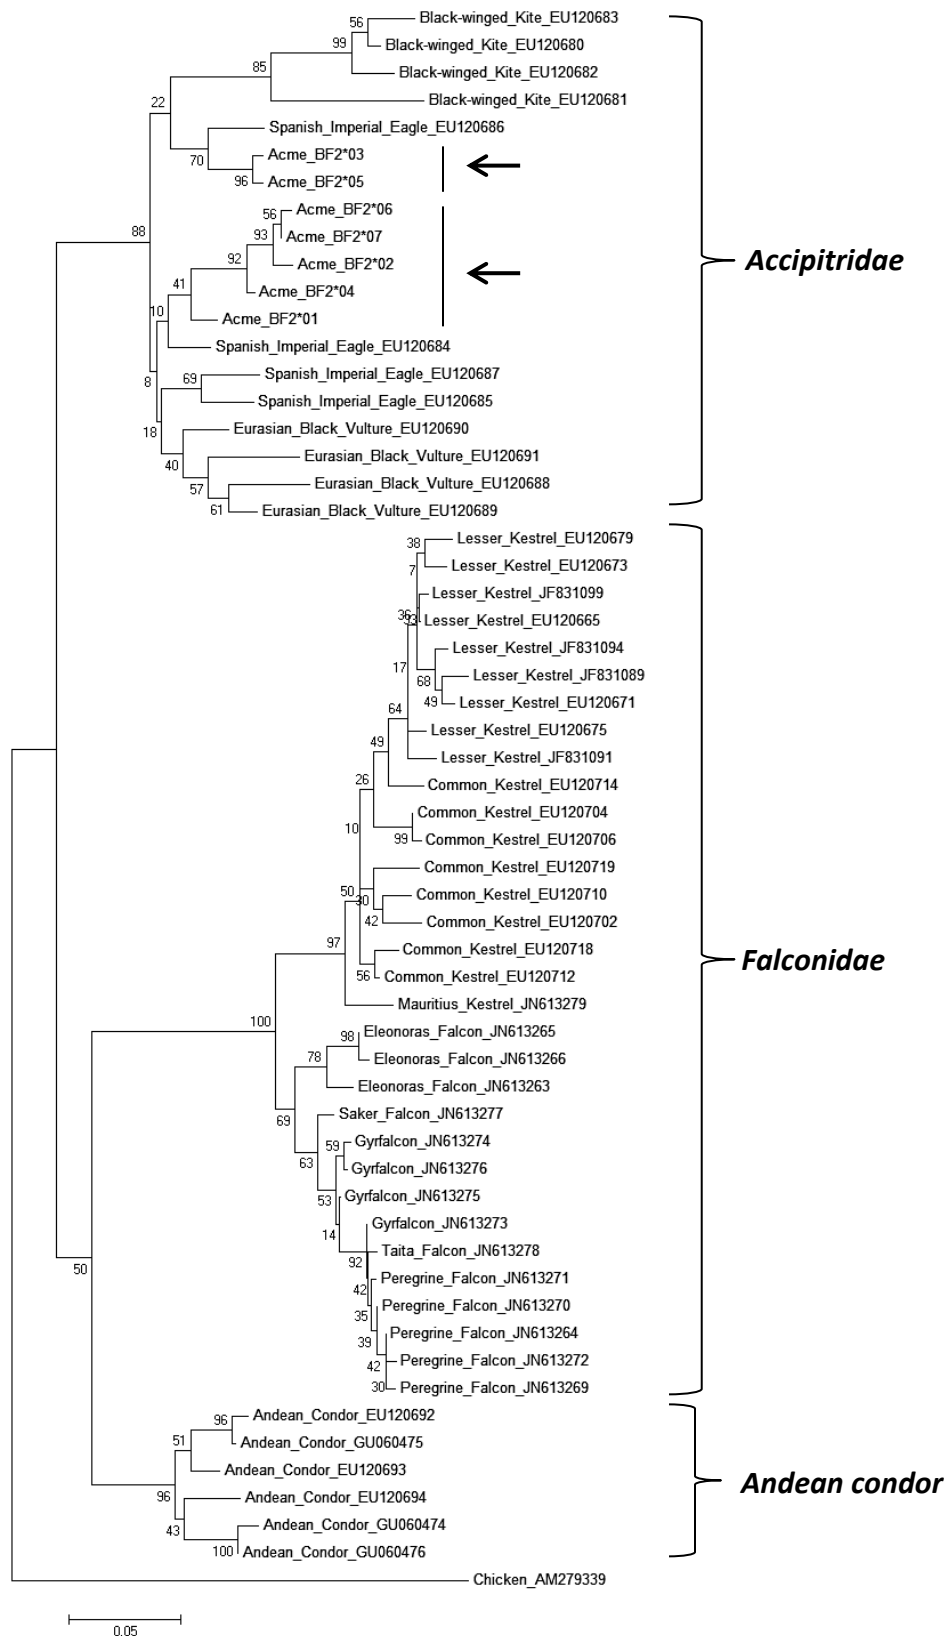 56
Black-winged_Kite_EU120683
99
Black-winged_Kite_EU120680
85
Black-winged_Kite_EU120682
22
Black-winged_Kite_EU120681
Spanish_Imperial_Eagle_EU120686
70
Acme_BF2*03
96
Acme_BF2*05
56
Acme_BF2*06
88
93
Acme_BF2*07
92
Acme_BF2*02
Accipitridae
41
Acme_BF2*04
10
Acme_BF2*01
Spanish_Imperial_Eagle_EU120684
8
69
Spanish_Imperial_Eagle_EU120687
Spanish_Imperial_Eagle_EU120685
18
Eurasian_Black_Vulture_EU120690
40
Eurasian_Black_Vulture_EU120691
57
Eurasian_Black_Vulture_EU120688
61
Eurasian_Black_Vulture_EU120689
38
Lesser_Kestrel_EU120679
7
Lesser_Kestrel_EU120673
Lesser_Kestrel_JF831099
Lesser_Kestrel_EU120665
17
Lesser_Kestrel_JF831094
68
Lesser_Kestrel_JF831089
49
Lesser_Kestrel_EU120671
64
Lesser_Kestrel_EU120675
49
Lesser_Kestrel_JF831091
26
Common_Kestrel_EU120714
10
Common_Kestrel_EU120704
99
Common_Kestrel_EU120706
Common_Kestrel_EU120719
50
30
Common_Kestrel_EU120710
42
Common_Kestrel_EU120702
97
Common_Kestrel_EU120718
Falconidae
56
Common_Kestrel_EU120712
Mauritius_Kestrel_JN613279
100
98
Eleonoras_Falcon_JN613265
78
Eleonoras_Falcon_JN613266
Eleonoras_Falcon_JN613263
69
Saker_Falcon_JN613277
59
Gyrfalcon_JN613274
63
Gyrfalcon_JN613276
53
Gyrfalcon_JN613275
14
Gyrfalcon_JN613273
92
Taita_Falcon_JN613278
50
42
Peregrine_Falcon_JN613271
35
Peregrine_Falcon_JN613270
39
Peregrine_Falcon_JN613264
42
Peregrine_Falcon_JN613272
30
Peregrine_Falcon_JN613269
96
Andean_Condor_EU120692
51
Andean_Condor_GU060475
Andean_Condor_EU120693
Andean condor
96
Andean_Condor_EU120694
43
Andean_Condor_GU060474
100
Andean_Condor_GU060476
Chicken_AM279339
0.05